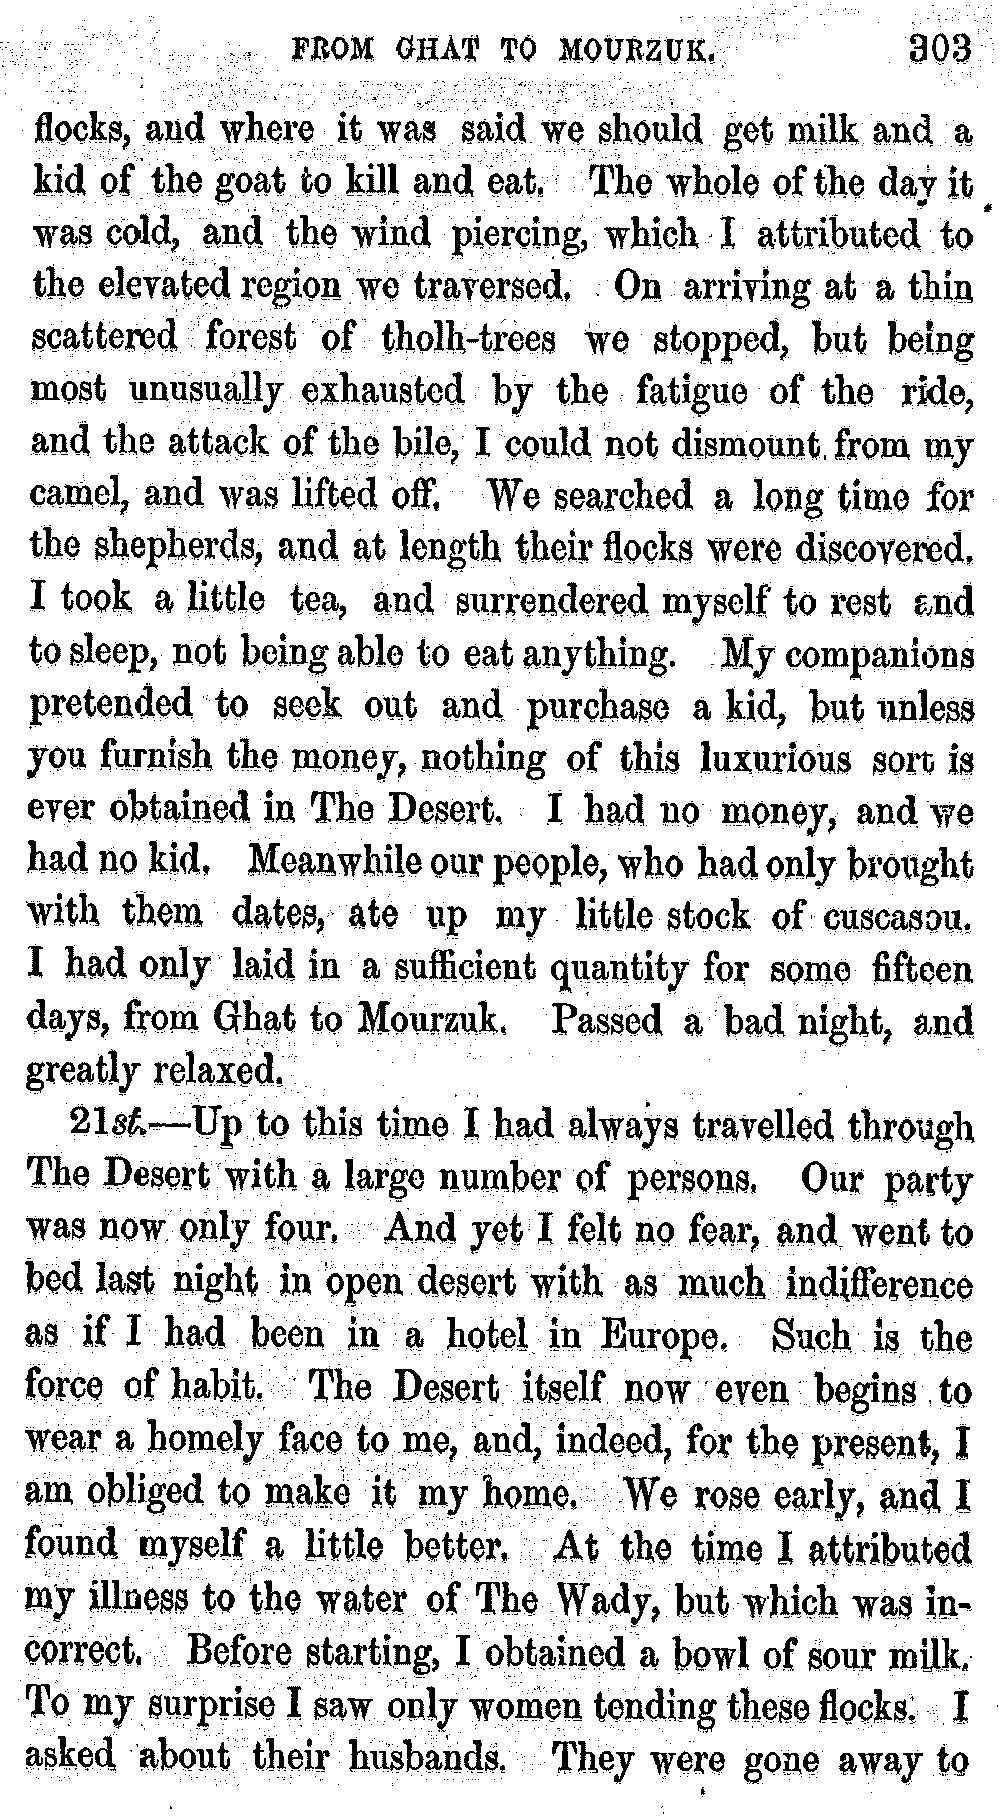 FROM GHAT TO MOURZUK. 303
flocks, and where it was said we should get milk and a
kid of the goat to kill and eat. The whole of the day it
was cold, and the wind piercing, which I attributed to
the elevated region we traversed. On arriving at a thin
scattered forest of tholh-trees we stopped, but being
most unusually exhausted by the fatigue of the ride,
and the attack of the bile, I could not dismount from my
camel, and was lifted off. We searched a long time for
the shepherds, and at length their flocks were discovered.
I took a little tea, and surrendered myself to rest and
to sleep, not being able to eat anything. My companions
pretended to seek out and purchase a kid, but unless
you furnish the money, nothing of this luxurious sort is
ever obtained in The Desert. I had no money, and we
had no kid. Meanwhile our people, who had only brought
with them dates, ate up my little stock of cuscasou.
I had only laid in a sufficient quantity for some fifteen
days, from Ghat to Mourzuk. Passed a bad night, and
greatly relaxed.
21st.—Up to this time I had always travelled through
The Desert with a large number of persons. Our party
was now only four. And yet I felt no fear, and went to
bed last night in open desert with as much indifference
as if I had been in a hotel in Europe. Such is the
force of habit. The Desert itself now even begins to
wear a homely face to me, and, indeed, for the present, I
am obliged to make it my home. We rose early, and I
found myself a little better. At the time I attributed
my illness to the water of The Wady, but which was in-
correct. Before starting, I obtained a bowl of sour milk.
To my surprise I saw only women tending these flocks. I
asked about their husbands. They were gone away to